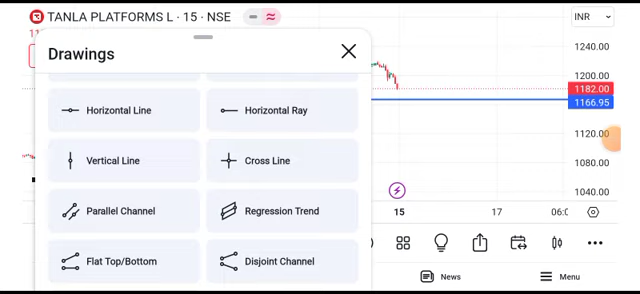 TANLA PLATFORMS L · 15 · NSE
INR
Drawings
1240.00
1200.00
1182.00
1166.95
1120.00
1080.00
1040.00
Horizontal Line
Horizontal Ray
Vertical Line
Cross Line
Parallel Channel
Regression Trend
Flat Top/Bottom
Disjoint Channel
15
17
News
Menu